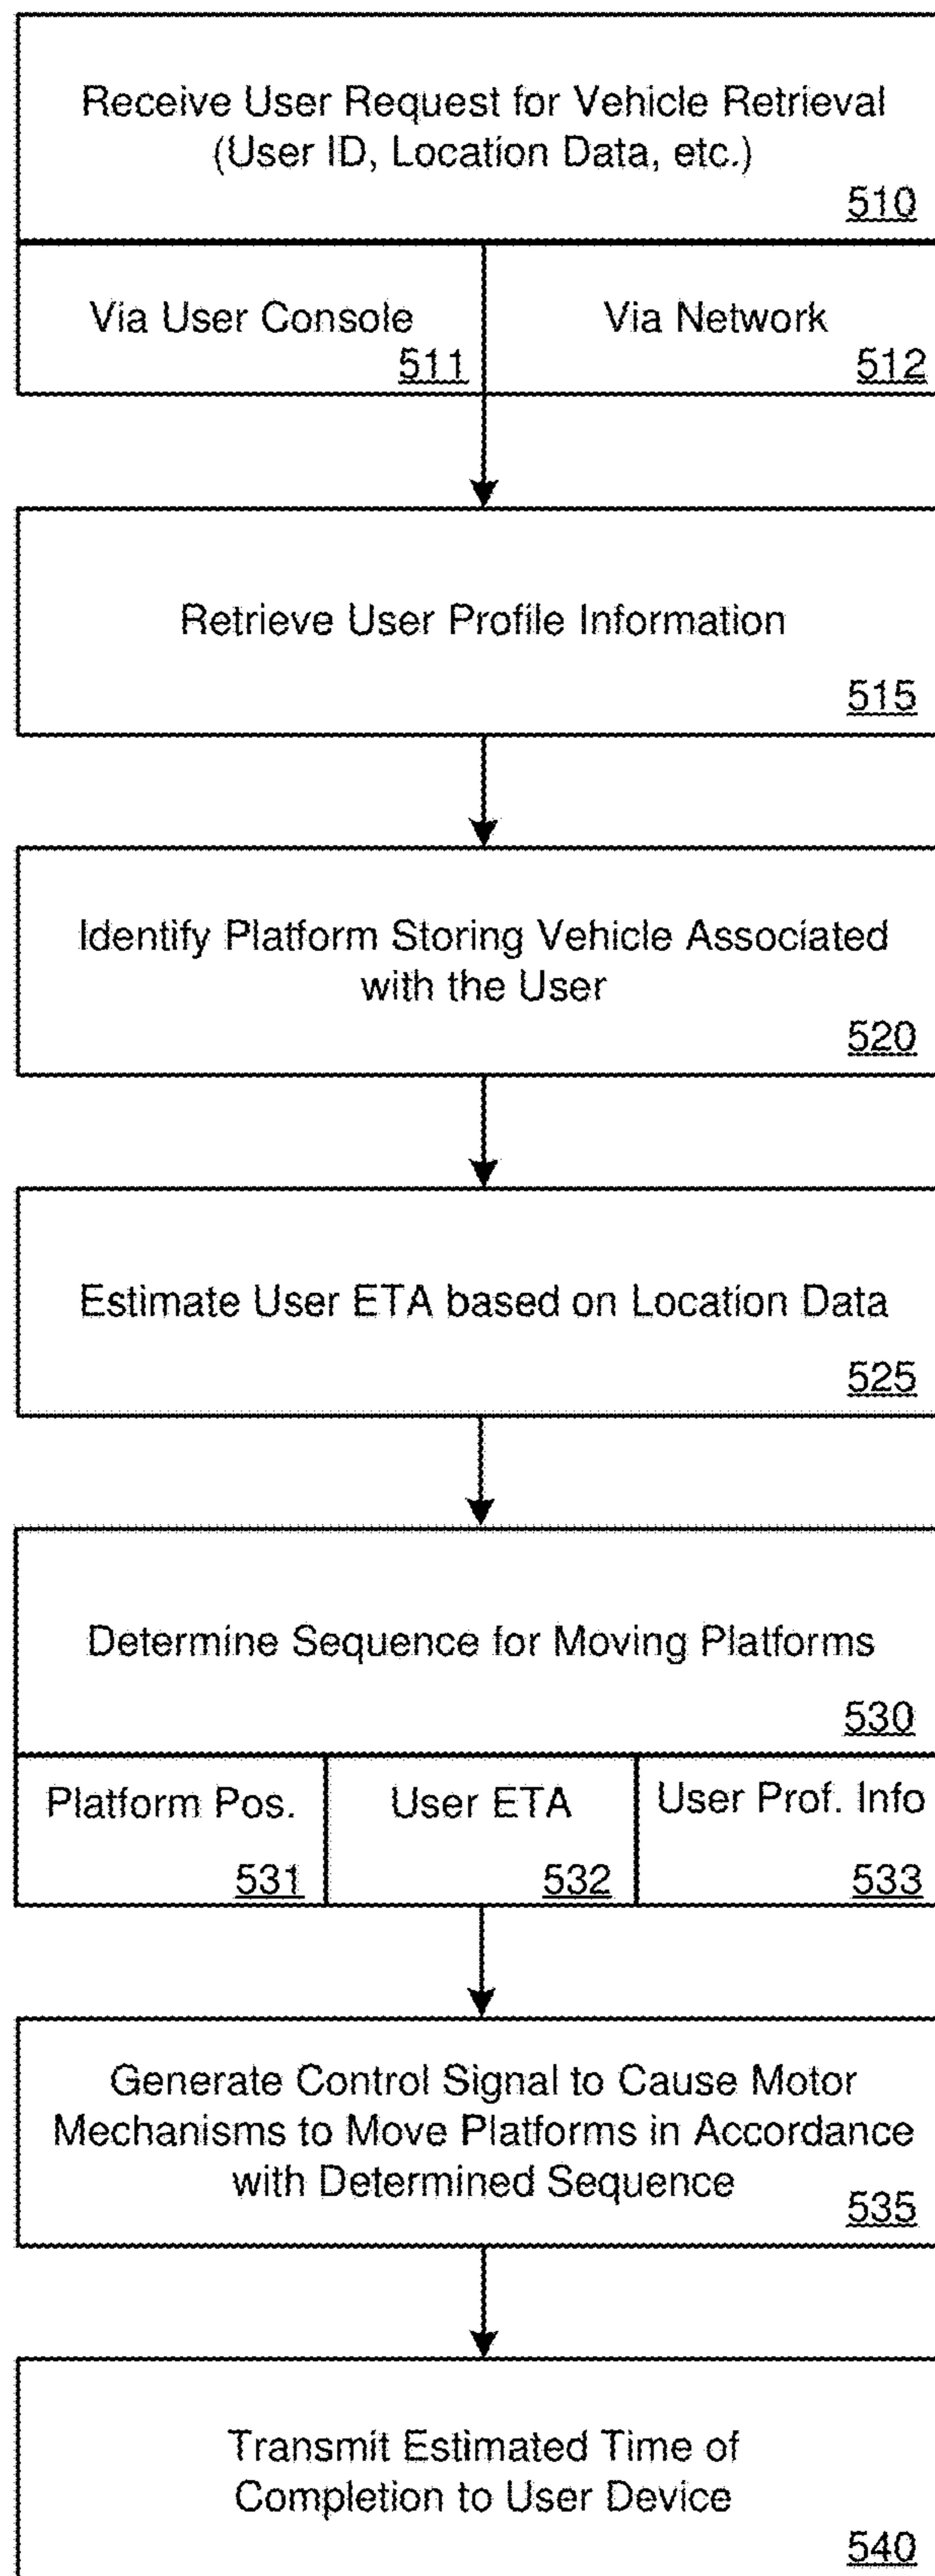 Receive User Request for Vehicle Retrieval
(User ID, Location Data, etc.)
510
Via User Console
511
Via Network
512
Retrieve User Profile Information
515
Identify Platform Storing Vehicle Associated
with the User
520
Estimate User ETA based on Location Data
525
Determine Sequence for Moving Platforms
530
Platform Pos.
531
User ETA
532
User Prof. Info
533
Generate Control Signal to Cause Motor
Mechanisms to Move Platforms in Accordance
with Determined Sequence
535
Transmit Estimated Time of
Completion to User Device
540